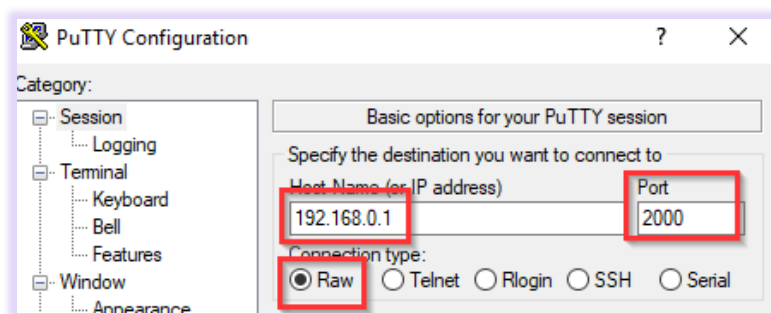 PuTTY Configuration ? X
Category:
Session
Logging
Terminal
Keyboard
Bell
Features
Window
Appearance
Basic options for your PuTTY session
Specify the destination you want to connect to
Host Name (or IP address) Port
192.168.0.1 2000
Connection type:
Raw Telnet Rlogin SSH Serial